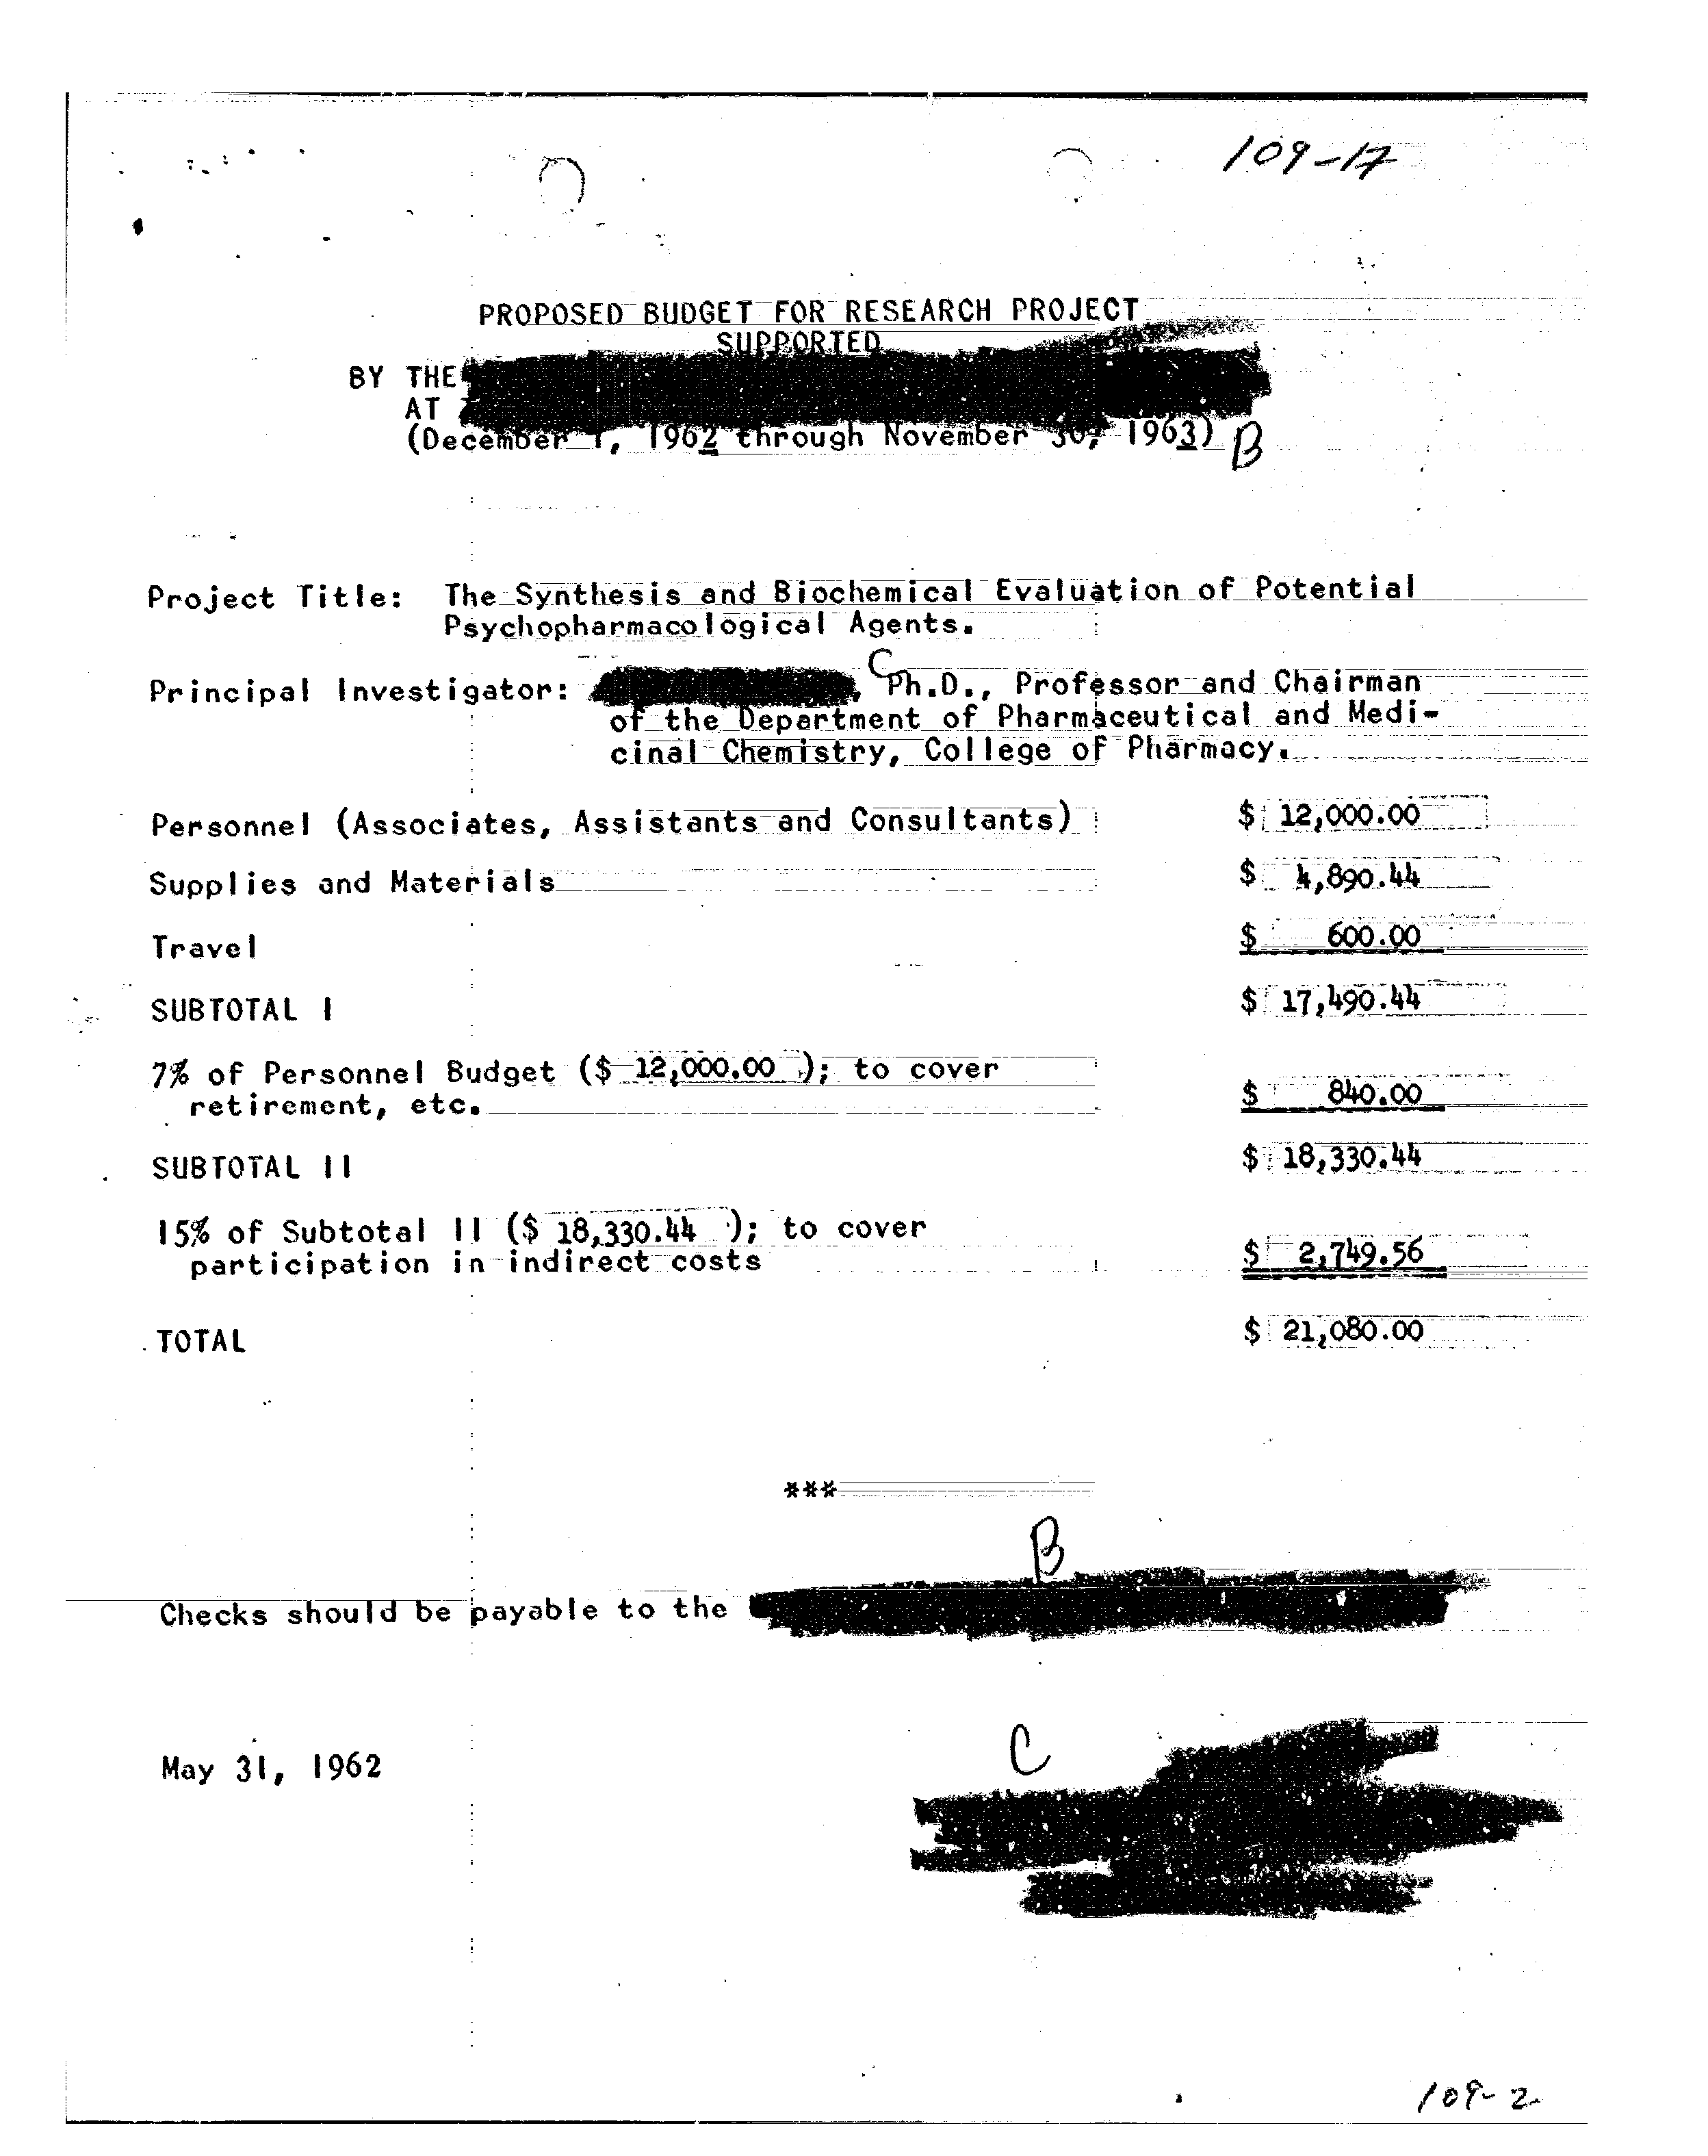 109-17
PROPOSED BUDGET FOR RESEARCH PROJECT
SUPPORTED
BY THE
AT
(December 1, 1962 through November 30, 1963) B
Project Title: The Synthesis and Biochemical Evaluation of Potential
Psychopharmacological Agents.
C
Principal Investigator: , Ph.D., Professor and Chairman
of the Department of Pharmaceutical and Medi-
cinal Chemistry, College of Pharmacy.
Personnel (Associates, Assistants and Consultants) $ 12,000.00
Supplies and Materials $ 4,890.44
Travel $ 600.00
SUBTOTAL I $ 17,490.44
7% of Personnel Budget ($ 12,000.00 ); to cover
retirement, etc. $ 840.00
SUBTOTAL II $ 18,330.44
15% of Subtotal II ($ 18,330.44 ); to cover
participation in indirect costs $ 2,749.56
TOTAL $ 21,080.00
***
B
Checks should be payable to the
C
May 31, 1962
109-2